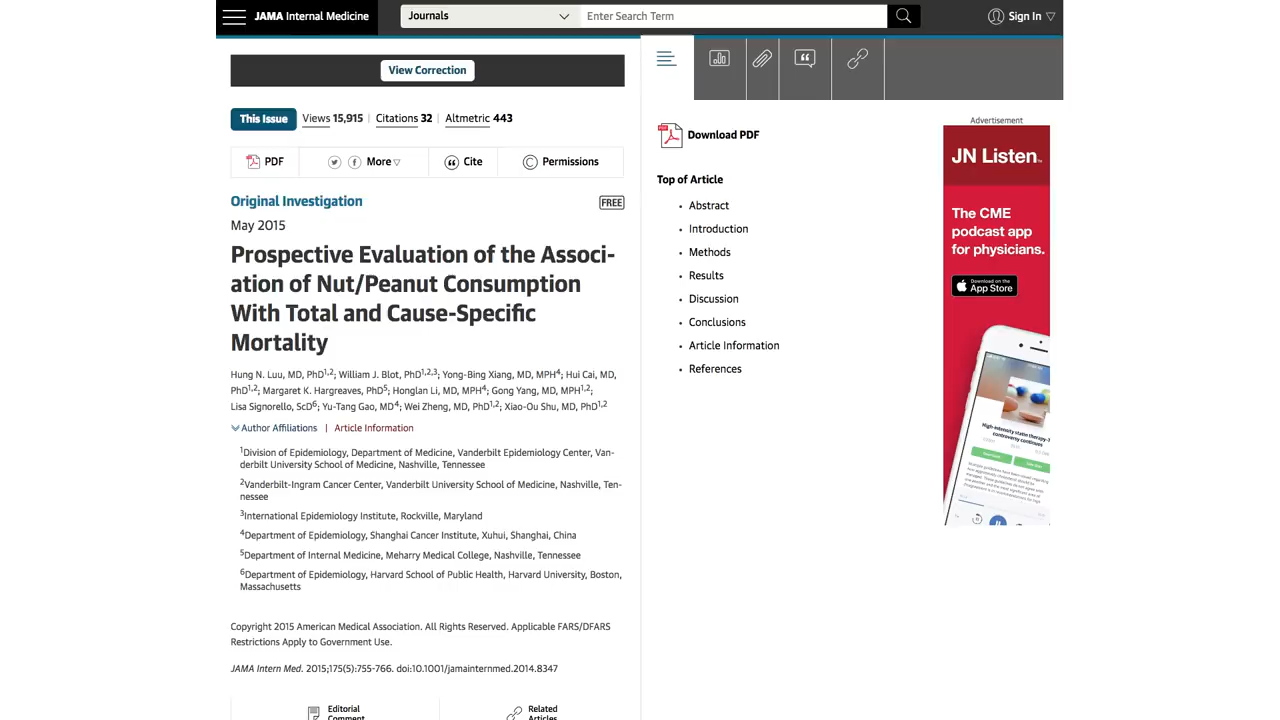 JAMA Internal Medicine
Journals
Enter Search Term
Sign In
View Correction
This Issue
Views 15,915 | Citations 32 | Altmetric 443
PDF
More
Cite
Permissions
Original Investigation
FREE
May 2015
Prospective Evaluation of the Associ-
ation of Nut/Peanut Consumption
With Total and Cause-Specific
Mortality
Hung N. Luu, MD, PhD1,2; William J. Blot, PhD1,2,3; Yong-Bing Xiang, MD, MPH4; Hui Cai, MD,
PhD1,2; Margaret K. Hargreaves, PhD5; Honglan Li, MD, MPH4; Gong Yang, MD, MPH1,2;
Lisa Signorello, ScD6; Yu-Tang Gao, MD4; Wei Zheng, MD, PhD1,2; Xiao-Ou Shu, MD, PhD1,2
Author Affiliations | Article Information
1Division of Epidemiology, Department of Medicine, Vanderbilt Epidemiology Center, Van-
derbilt University School of Medicine, Nashville, Tennessee
2Vanderbilt-Ingram Cancer Center, Vanderbilt University School of Medicine, Nashville, Ten-
nessee
3International Epidemiology Institute, Rockville, Maryland
4Department of Epidemiology, Shanghai Cancer Institute, Xuhui, Shanghai, China
5Department of Internal Medicine, Meharry Medical College, Nashville, Tennessee
6Department of Epidemiology, Harvard School of Public Health, Harvard University, Boston,
Massachusetts
Copyright 2015 American Medical Association. All Rights Reserved. Applicable FARS/DFARS
Restrictions Apply to Government Use.
JAMA Intern Med. 2015;175(5):755-766. doi:10.1001/jamainternmed.2014.8347
Editorial
Comment
Related
Articles
Download PDF
Top of Article
Abstract
Introduction
Methods
Results
Discussion
Conclusions
Article Information
References
Advertisement
JN Listen™
The CME
podcast app
for physicians.
Download on the
App Store
High-intensity statin therapy-
controversy continues